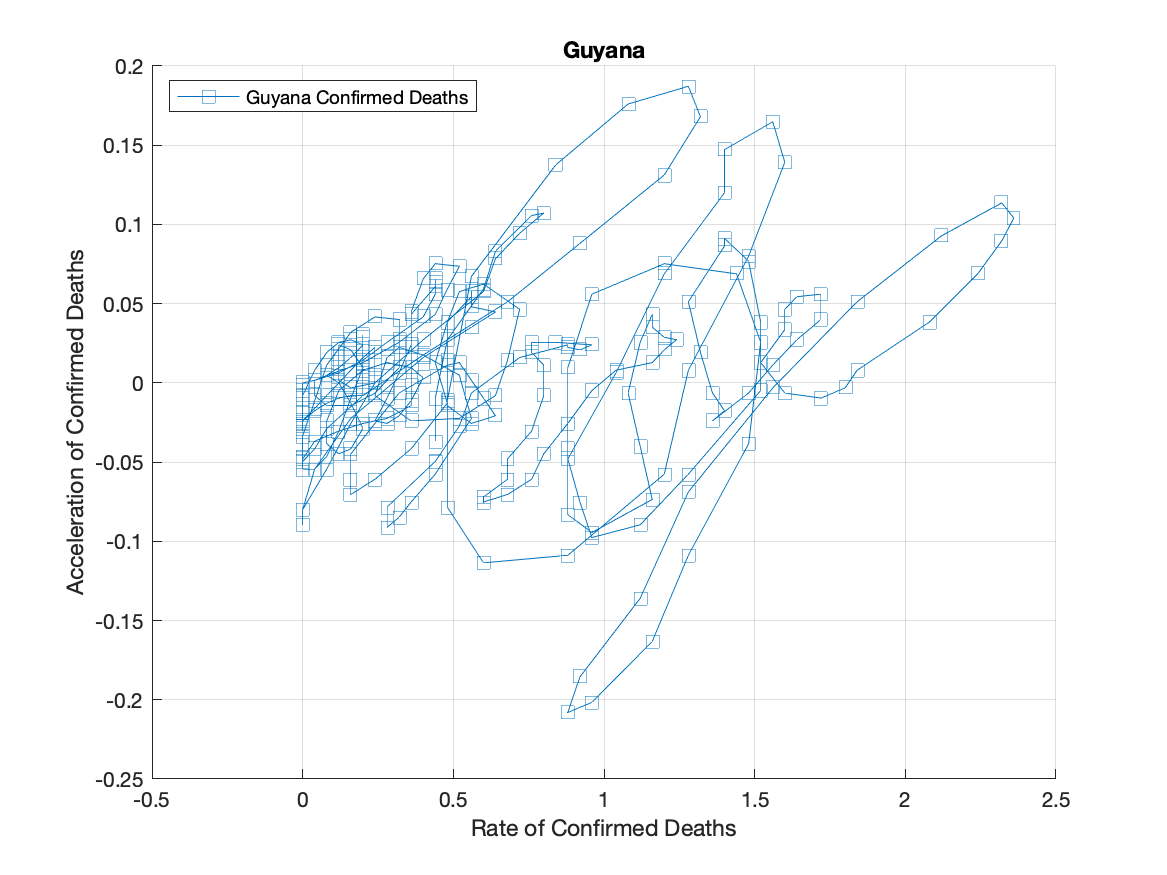 Guyana
0.2
Guyana Confirmed Deaths
0.15
0.1
0.05
0
-0.05
-0.1
-0.15
-0.2
-0.25
Acceleration of Confirmed Deaths
-0.5 0 0.5 1 1.5 2 2.5
Rate of Confirmed Deaths